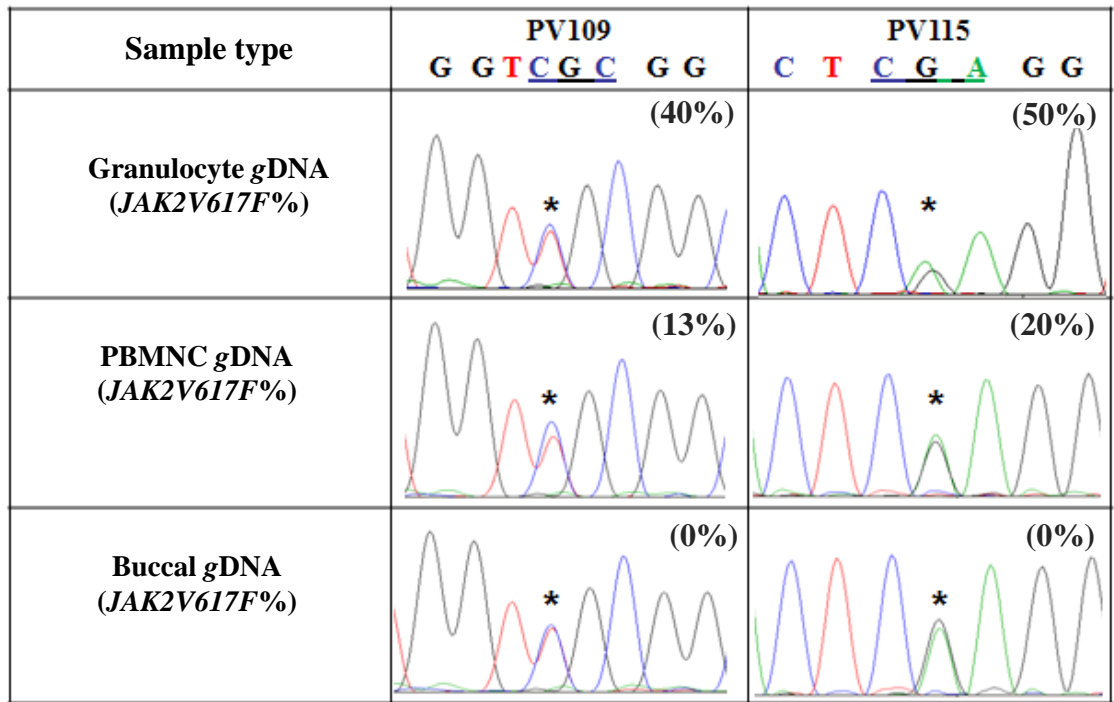 Sample type
PV109
G G T C G C G G
PV115
C T C G A G G
Granulocyte gDNA
(JAK2V617F%)
(40%)
*
(50%)
*
PBMNC gDNA
(JAK2V617F%)
(13%)
*
(20%)
*
Buccal gDNA
(JAK2V617F%)
(0%)
*
(0%)
*